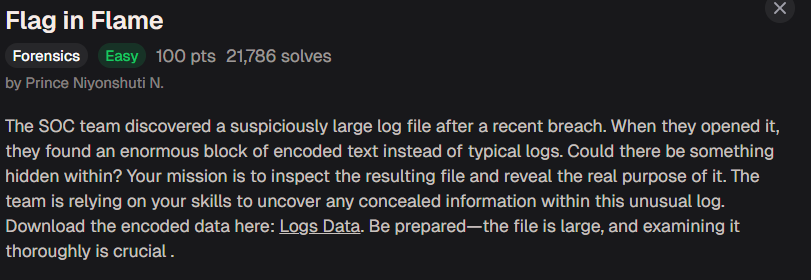 Flag in Flame
Forensics Easy 100 pts 21,786 solves
by Prince Niyonshuti N.
The SOC team discovered a suspiciously large log file after a recent breach. When they opened it,
they found an enormous block of encoded text instead of typical logs. Could there be something
hidden within? Your mission is to inspect the resulting file and reveal the real purpose of it. The
team is relying on your skills to uncover any concealed information within this unusual log.
Download the encoded data here: Logs Data. Be prepared—the file is large, and examining it
thoroughly is crucial .